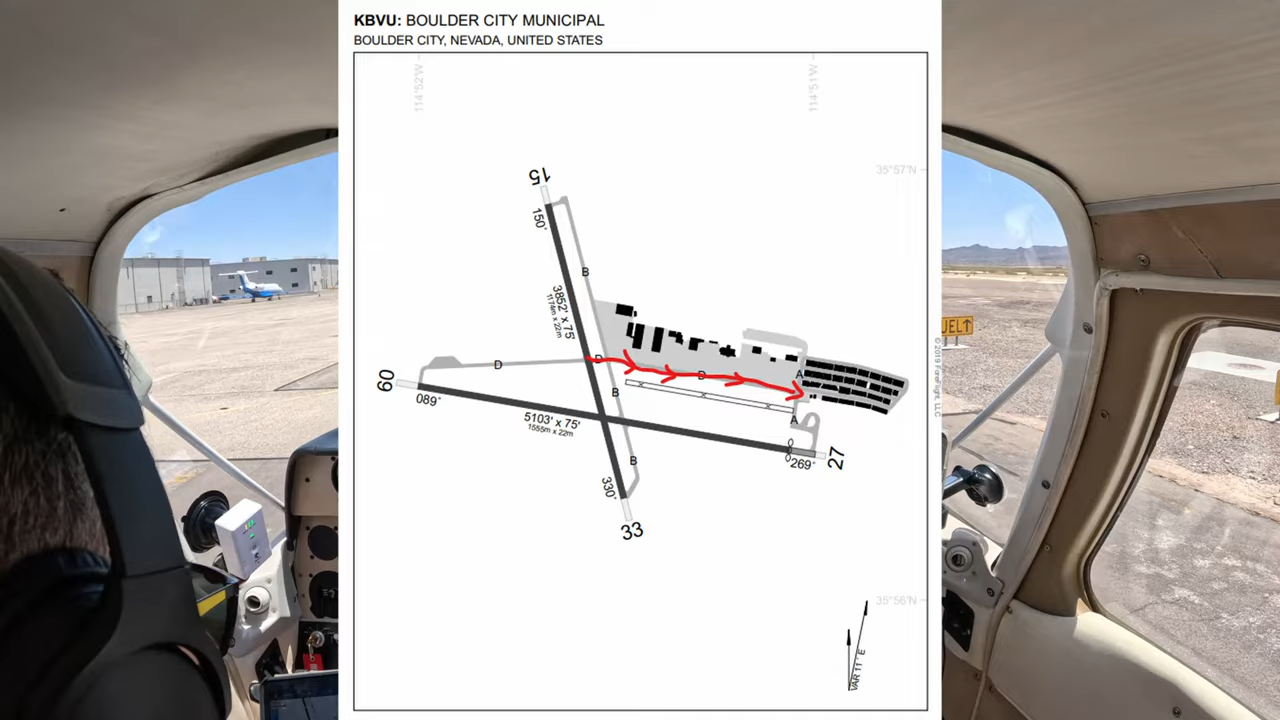 KBVU: BOULDER CITY MUNICIPAL
BOULDER CITY, NEVADA, UNITED STATES
114°52'W
114°51'W
35°57'N
15
150°
B
3852' x 75'
1174m x 22m
D
D
D
A
09
089°
B
5103' x 75'
1555m x 22m
A
B
269°
27
330°
33
35°56'N
VAR 11° E
© 2019 ForeFlight, LLC
UEL↑